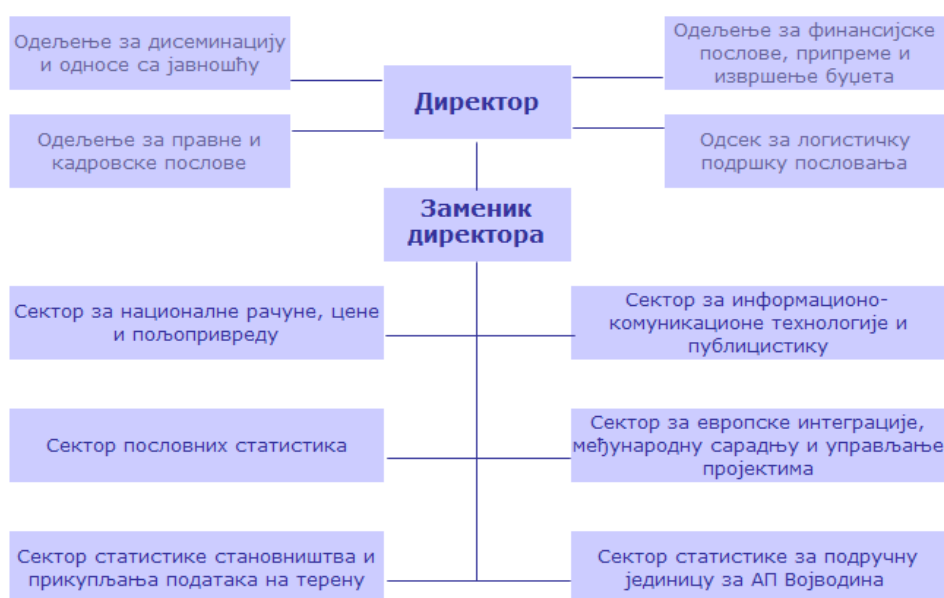 Одељење за дисеминацију
и односе са јавношћу
Одељење за финансијске
послове, припреме и
извршење буџета
Директор
Одељење за правне и
кадровске послове
Одсек за логистичку
подршку пословања
Заменик
директора
Сектор за националне рачуне, цене
и пољопривреду
Сектор за информационо-
комуникационе технологије и
публицистику
Сектор пословних статистика
Сектор за европске интеграције,
међународну сарадњу и управљање
пројектима
Сектор статистике становништва и
прикупљања података на терену
Сектор статистике за подручну
јединицу за АП Војводина